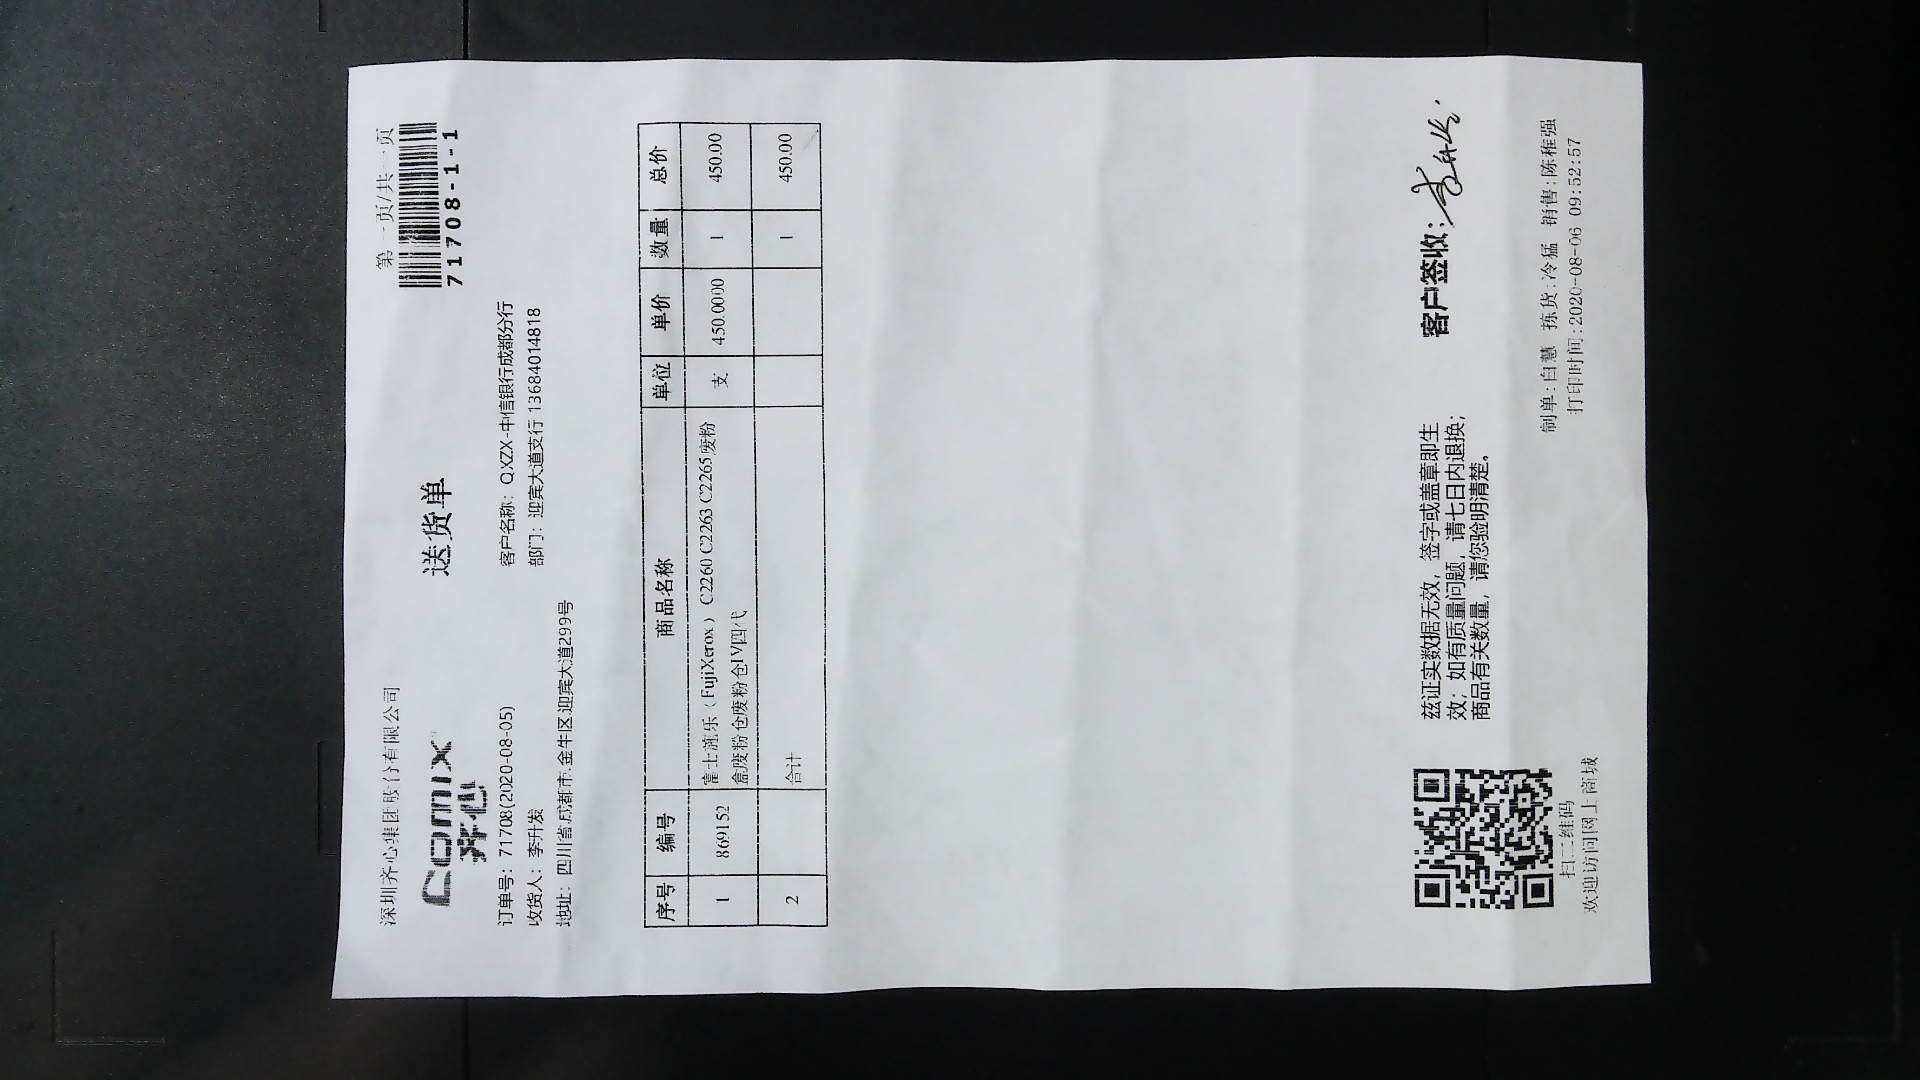 深圳齐心集团股份有限公司
第一页/共一页
Comix
齐心
送货单
71708-1-1
订单号：71708(2020-08-05)
客户名称：QXZX-中信银行成都分行
收货人：李升发
部门：迎宾大道支行 13684014818
地址：四川省,成都市,金牛区迎宾大道299号
序号 编号 商品名称 单位 单价 数量 总价
1 869152 富士施乐（FujiXerox）C2260 C2263 C2265废粉盒废粉仓废粉仓IV四代 支 450.0000 1 450.00
2 合计 1 450.00
兹证实数据无效，签字或盖章即生
效；如有质量问题，请七日内退换；
商品有关数量，请您验明清楚。
客户签收：
扫二维码
欢迎访问网上商城
制单:白慧 拣货:冷猛 销售:陈稚强
打印时间:2020-08-06 09:52:57